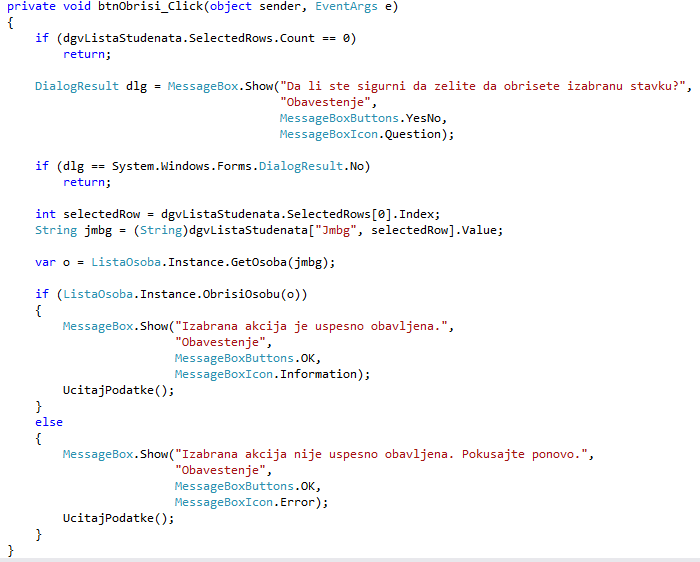 private void btnObrisi_Click(object sender, EventArgs e)
{
if (dgvListaStudenata.SelectedRows.Count == 0)
return;
DialogResult dlg = MessageBox.Show("Da li ste sigurni da zelite da obrisete izabranu stavku?",
"Obavestenje",
MessageBoxButtons.YesNo,
MessageBoxIcon.Question);
if (dlg == System.Windows.Forms.DialogResult.No)
return;
int selectedRow = dgvListaStudenata.SelectedRows[0].Index;
String jmbg = (String)dgvListaStudenata["Jmbg", selectedRow].Value;
var o = ListaOsoba.Instance.GetOsoba(jmbg);
if (ListaOsoba.Instance.ObrisiOsobu(o))
{
MessageBox.Show("Izabrana akcija je uspesno obavljena.",
"Obavestenje",
MessageBoxButtons.OK,
MessageBoxIcon.Information);
UcitajPodatke();
}
else
{
MessageBox.Show("Izabrana akcija nije uspesno obavljena. Pokusajte ponovo.",
"Obavestenje",
MessageBoxButtons.OK,
MessageBoxIcon.Error);
UcitajPodatke();
}
}